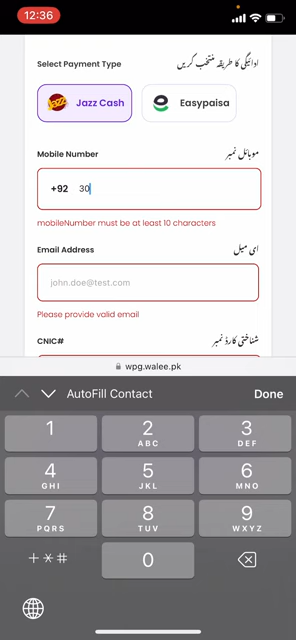 12:36
Select Payment Type ادائیگی کا طریقہ منتخب کریں
Jazz Jazz Cash Easypaisa
Mobile Number موبائل نمبر
+92 30
mobileNumber must be at least 10 characters
Email Address ای میل
john.doe@test.com
Please provide valid email
CNIC# شناختی کارڈ نمبر
wpg.walee.pk
AutoFill Contact Done
1 2 ABC 3 DEF
4 GHI 5 JKL 6 MNO
7 PQRS 8 TUV 9 WXYZ
+*# 0